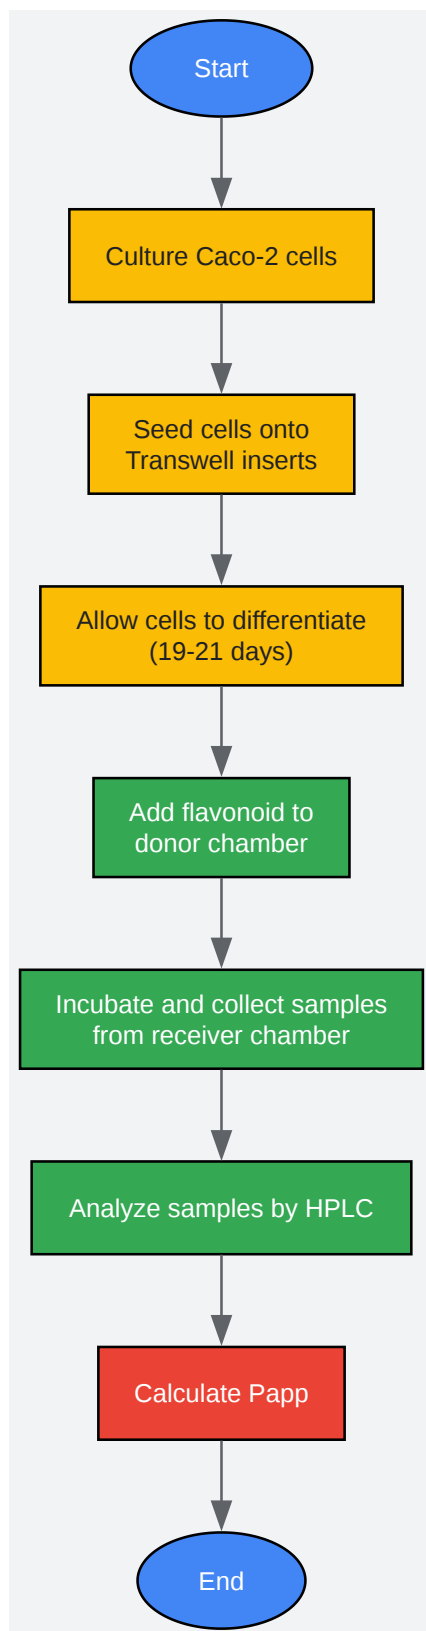 Start
Culture Caco-2 cells
Seed cells onto
Transwell inserts
Allow cells to differentiate
(19-21 days)
Add flavonoid to
donor chamber
Incubate and collect samples
from receiver chamber
Analyze samples by HPLC
Calculate Papp
End